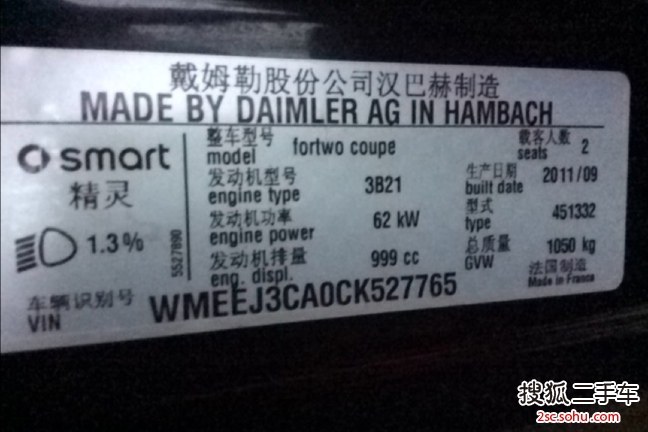 戴姆勒股份公司汉巴赫制造
MADE BY DAIMLER AG IN HAMBACH
smart
精灵
1.3%
5527890
整车型号
model fortwo coupe
载客人数
seats 2
发动机型号
engine type 3B21
生产日期
built date 2011/09
发动机功率
engine power 62 kW
型式
type 451332
发动机排量
eng. displ. 999 cc
总质量
GVW 1050 kg
法国制造
Made in France
车辆识别号
VIN WMEEJ3CA0CK527765
搜狐二手车
2sc.sohu.com